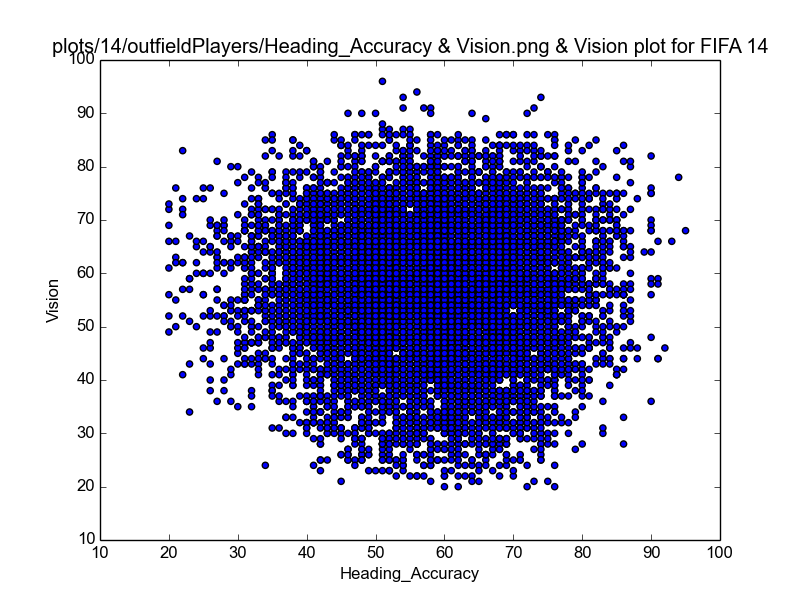 plots/14/outfieldPlayers/Heading_Accuracy & Vision.png & Vision plot for FIFA 14
100
90
80
70
60
50
40
30
20
10
Vision
10 20 30 40 50 60 70 80 90 100
Heading_Accuracy